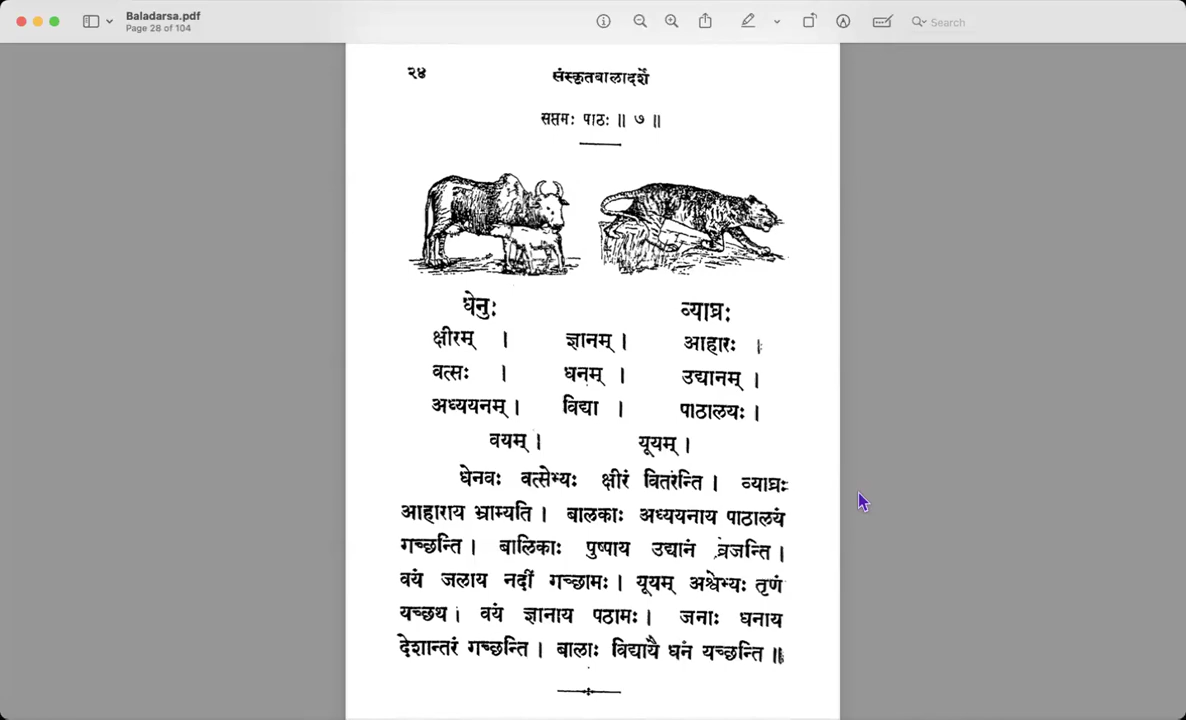 Baladarsa.pdf
Page 28 of 104
Search
२४ संस्कृतबालादर्शे
सप्तमः पाठः ॥ ७ ॥
धेनुः व्याघ्रः
क्षीरम् । ज्ञानम् । आहारः ।
वत्सः । धनम् । उद्यानम् ।
अध्ययनम् । विद्या । पाठालयः ।
वयम् । यूयम् ।
धेनवः वत्सेभ्यः क्षीरं वितरन्ति । व्याघ्रः
आहाराय भ्राम्यति । बालकाः अध्ययनाय पाठालयं
गच्छन्ति । बालिकाः पुष्पाय उद्यानं व्रजन्ति ।
वयं जलाय नदीं गच्छामः । यूयम् अश्वेभ्यः तृणं
यच्छथ । वयं ज्ञानाय पठामः । जनाः धनाय
देशान्तरं गच्छन्ति । बालाः विद्यायै धनं यच्छन्ति ॥